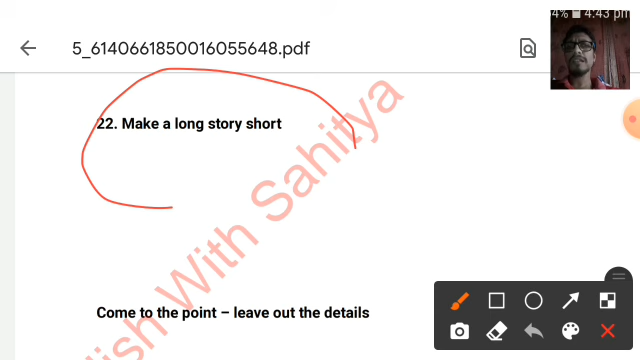 4% 4:43 pm
5_6140661850016055648.pdf
22. Make a long story short
lish With Sahitya
Come to the point – leave out the details